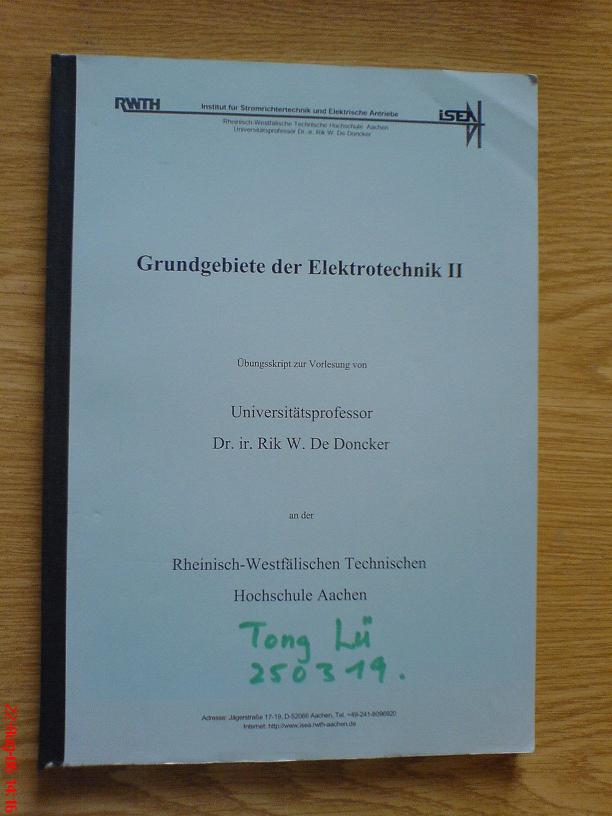 RWTH
Institut für Stromrichtertechnik und Elektrische Antriebe
iSEA
Rheinisch-Westfälische Technische Hochschule Aachen
Universitätsprofessor Dr. ir. Rik W. De Doncker
Grundgebiete der Elektrotechnik II
Übungsskript zur Vorlesung von
Universitätsprofessor
Dr. ir. Rik W. De Doncker
an der
Rheinisch-Westfälischen Technischen
Hochschule Aachen
Tong Lü
250319.
Adresse: Jägerstraße 17-19, D-52066 Aachen, Tel. +49-241-8096920
Internet: http://www.isea.rwth-aachen.de